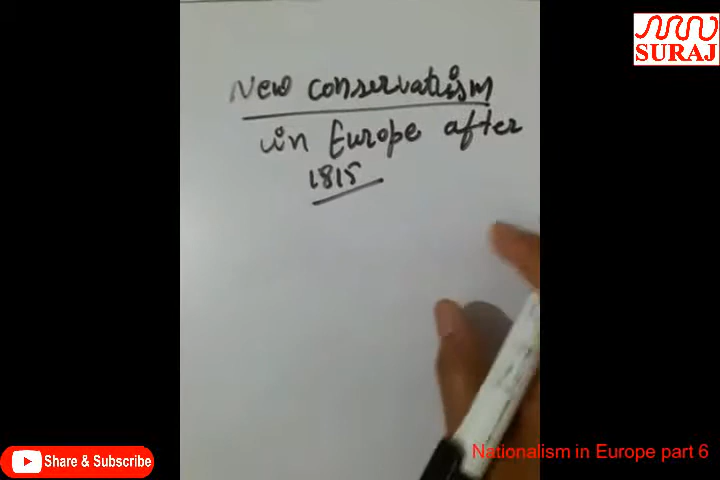 SURAJ
New conservatism
in Europe after
1815
Nationalism in Europe part 6
Share & Subscribe